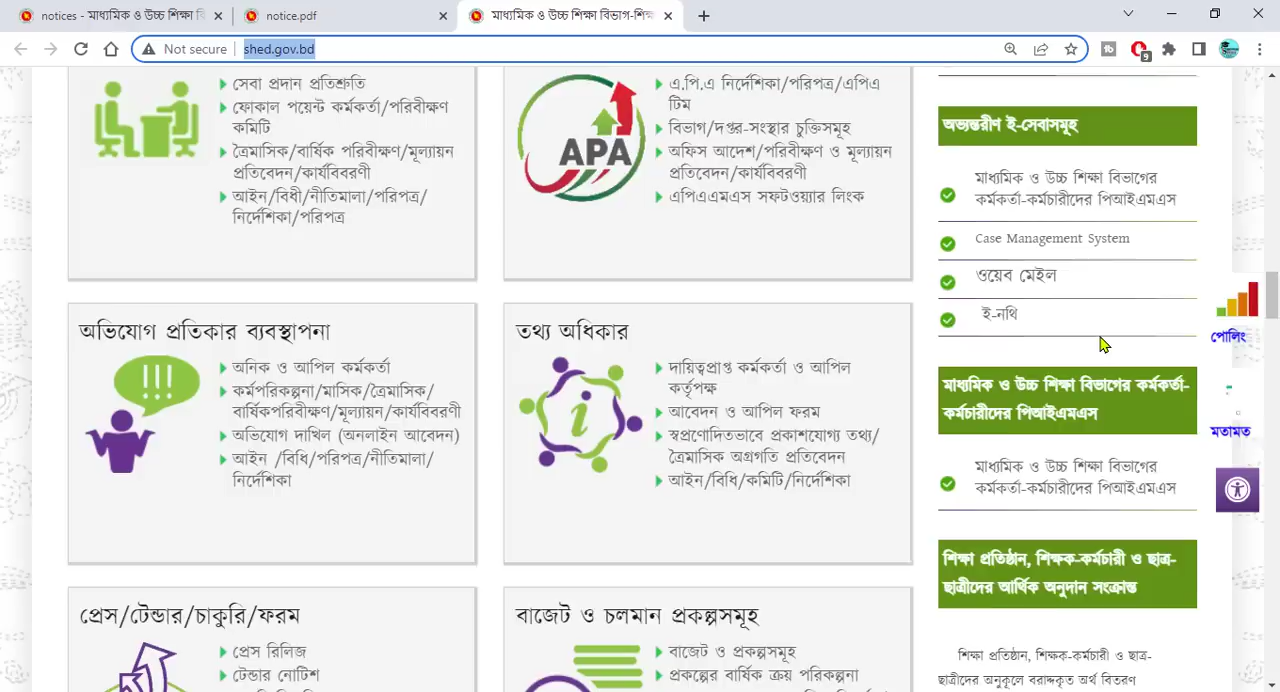 notices - মাধ্যমিক ও উচ্চ শিক্ষা বি
notice.pdf
মাধ্যমিক ও উচ্চ শিক্ষা বিভাগ-শিক্ষ
Not secure
shed.gov.bd
সেবা প্রদান প্রতিশ্রুতি
ফোকাল পয়েন্ট কর্মকর্তা/পরিবীক্ষণ
কমিটি
ত্রৈমাসিক/বার্ষিক পরিবীক্ষণ/মূল্যায়ন
প্রতিবেদন/কার্যবিবরণী
আইন/বিধী/নীতিমালা/পরিপত্র/
নির্দেশিকা/পরিপত্র
APA
এ.পি.এ নির্দেশিকা/পরিপত্র/এপিএ
টিম
বিভাগ/দপ্তর-সংস্থার চুক্তিসমূহ
অফিস আদেশ/পরিবীক্ষণ ও মূল্যায়ন
প্রতিবেদন/কার্যবিবরণী
এপিএএমএস সফটওয়্যার লিংক
অভিযোগ প্রতিকার ব্যবস্থাপনা
অনিক ও আপিল কর্মকর্তা
কর্মপরিকল্পনা/মাসিক/ত্রৈমাসিক/
বার্ষিকপরিবীক্ষণ/মূল্যায়ন/কার্যবিবরণী
অভিযোগ দাখিল (অনলাইন আবেদন)
আইন /বিধি/পরিপত্র/নীতিমালা/
নির্দেশিকা
তথ্য অধিকার
দায়িত্বপ্রাপ্ত কর্মকর্তা ও আপিল
কর্তৃপক্ষ
আবেদন ও আপিল ফরম
স্বপ্রণোদিতভাবে প্রকাশযোগ্য তথ্য/
ত্রৈমাসিক অগ্রগতি প্রতিবেদন
আইন/বিধি/কমিটি/নির্দেশিকা
প্রেস/টেন্ডার/চাকুরি/ফরম
প্রেস রিলিজ
টেন্ডার নোটিশ
বাজেট ও চলমান প্রকল্পসমূহ
বাজেট ও প্রকল্পসমূহ
প্রকল্পের বার্ষিক ক্রয় পরিকল্পনা
অভ্যন্তরীণ ই-সেবাসমূহ
মাধ্যমিক ও উচ্চ শিক্ষা বিভাগের
কর্মকর্তা-কর্মচারীদের পিআইএমএস
Case Management System
ওয়েব মেইল
ই-নথি
মাধ্যমিক ও উচ্চ শিক্ষা বিভাগের কর্মকর্তা-
কর্মচারীদের পিআইএমএস
মাধ্যমিক ও উচ্চ শিক্ষা বিভাগের
কর্মকর্তা-কর্মচারীদের পিআইএমএস
শিক্ষা প্রতিষ্ঠান, শিক্ষক-কর্মচারী ও ছাত্র-
ছাত্রীদের আর্থিক অনুদান সংক্রান্ত
শিক্ষা প্রতিষ্ঠান, শিক্ষক-কর্মচারী ও ছাত্র-
ছাত্রীদের অনুকূলে বরাদ্দকৃত অর্থ বিতরণ
পোলিং
মতামত